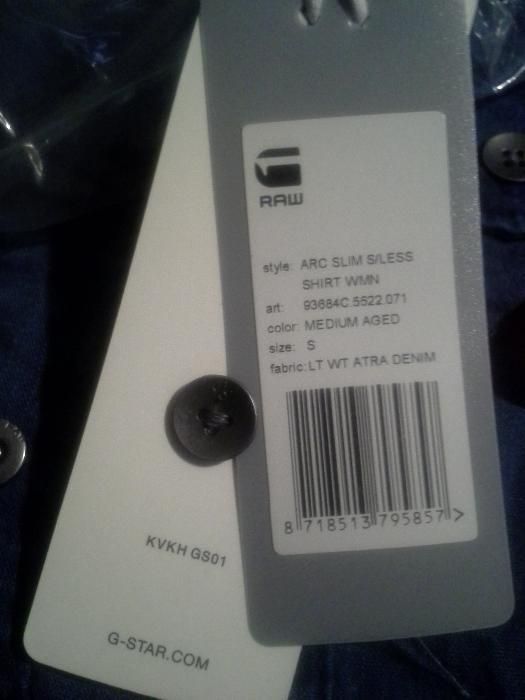 RAW
style: ARC SLIM S/LESS
SHIRT WMN
art: 93684C.5522.071
color: MEDIUM AGED
size: S
fabric: LT WT ATRA DENIM
8 718513 795857 >
KVKH GS01
G-STAR.COM